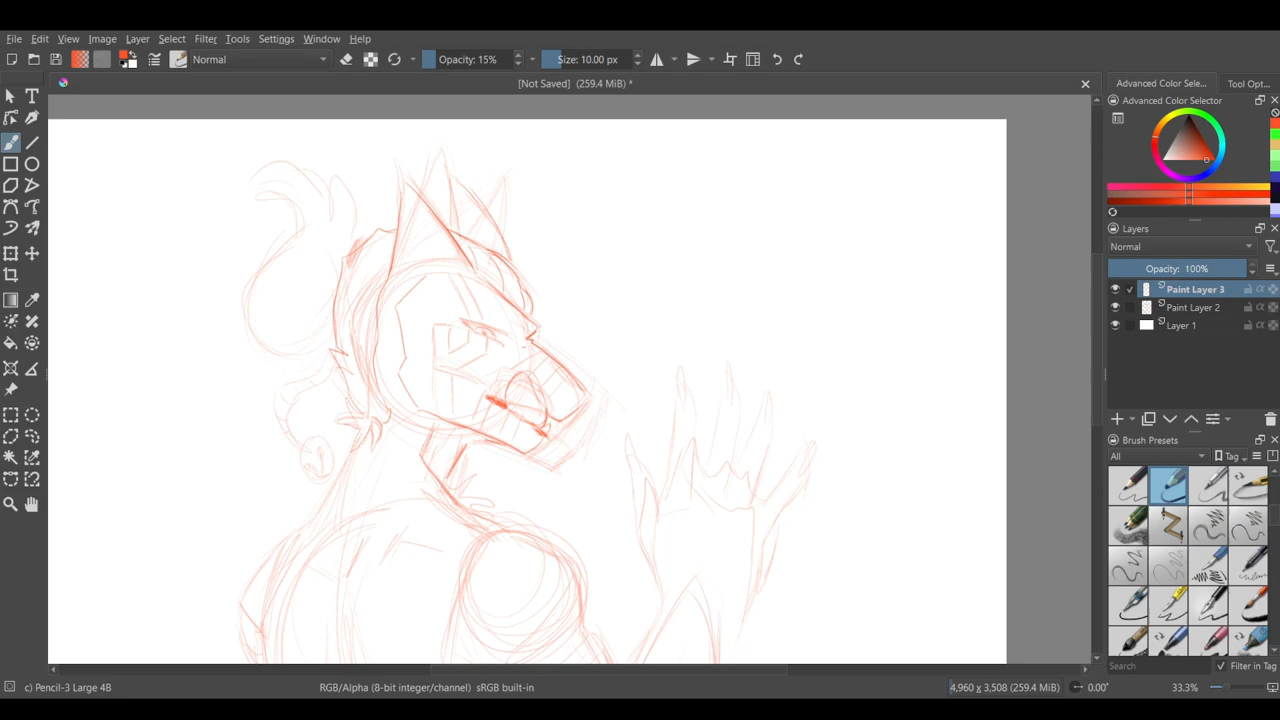 File Edit View Image Layer Select Filter Tools Settings Window Help
Normal Opacity: 15% Size: 10.00 px
[Not Saved] (259.4 MiB) *
Advanced Color Sele... Tool Opt...
Advanced Color Selector
Layers
Normal
Opacity: 100%
Paint Layer 3
Paint Layer 2
Layer 1
Brush Presets
All Tag
Search Filter in Tag
c) Pencil-3 Large 4B RGB/Alpha (8-bit integer/channel) sRGB built-in 4,960 x 3,508 (259.4 MiB) 0.00° 33.3%